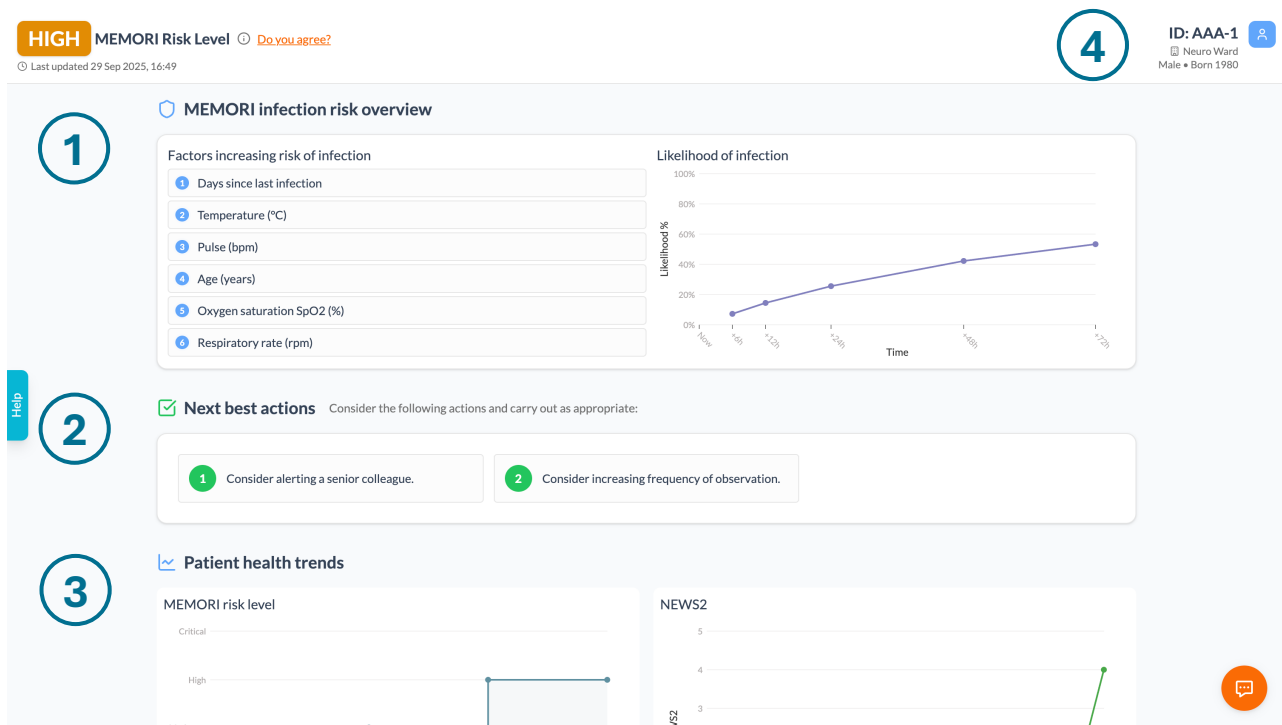 HIGH MEMORI Risk Level Do you agree?
Last updated 29 Sep 2025, 16:49
4
ID: AAA-1
Neuro Ward
Male • Born 1980
1
MEMORI infection risk overview
Factors increasing risk of infection
1 Days since last infection
2 Temperature (ºC)
3 Pulse (bpm)
4 Age (years)
5 Oxygen saturation SpO2 (%)
6 Respiratory rate (rpm)
Likelihood of infection
100%
80%
60%
40%
20%
0%
Likelihood %
Now
+6h
+12h
+24h
+48h
+72h
Time
Help
2
Next best actions Consider the following actions and carry out as appropriate:
1 Consider alerting a senior colleague.
2 Consider increasing frequency of observation.
3
Patient health trends
MEMORI risk level
Critical
High
NEWS2
5
4
3